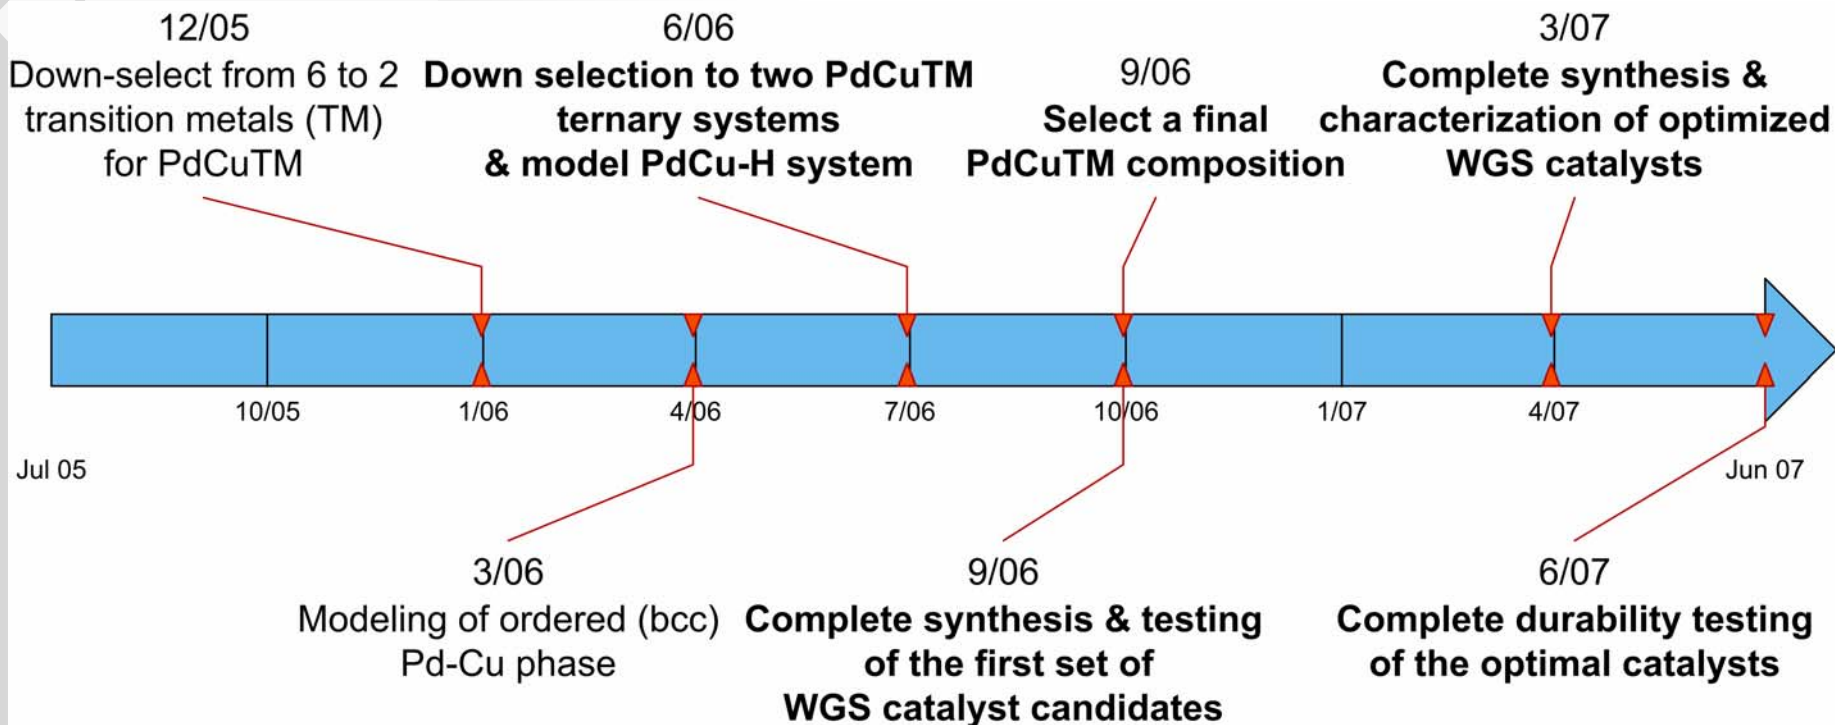 12/05
Down-select from 6 to 2
transition metals (TM)
for PdCuTM
6/06
Down selection to two PdCuTM
ternary systems
& model PdCu-H system
9/06
Select a final
PdCuTM composition
3/07
Complete synthesis &
characterization of optimized
WGS catalysts
10/05
1/06
4/06
7/06
10/06
1/07
4/07
Jul 05
Jun 07
3/06
Modeling of ordered (bcc)
Pd-Cu phase
9/06
Complete synthesis & testing
of the first set of
WGS catalyst candidates
6/07
Complete durability testing
of the optimal catalysts